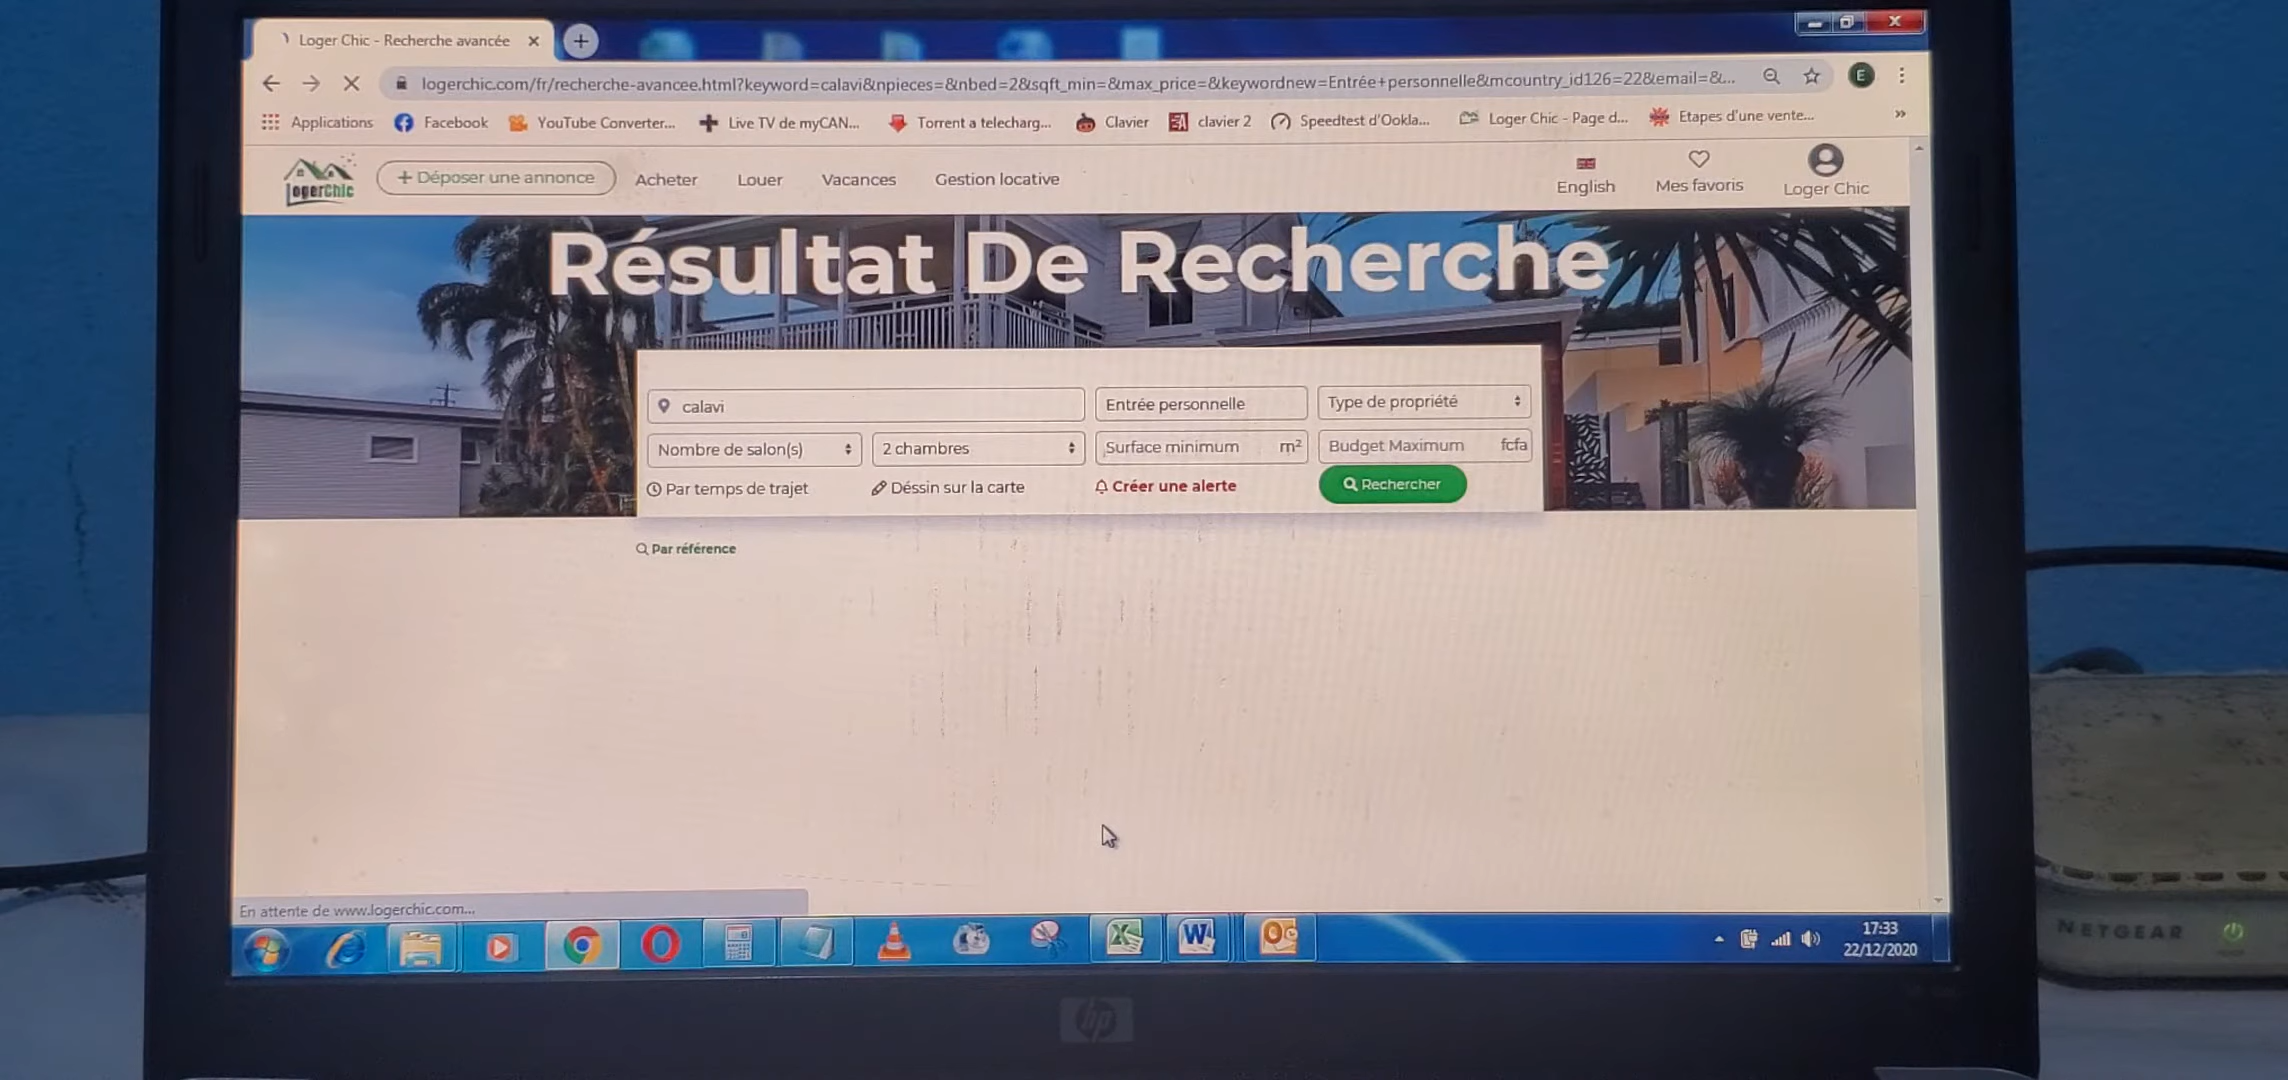 Loger Chic - Recherche avancée
logerchic.com/fr/recherche-avancee.html?keyword=calavi&npieces=&nbed=2&sqft_min=&max_price=&keywordnew=Entrée+personnelle&mcountry_id126=22&email=&...
E
Applications Facebook YouTube Converter... Live TV de myCAN... Torrent a telecharg... Clavier clavier 2 Speedtest d'Ookla... Loger Chic - Page d... Etapes d'une vente... »
LogerChic + Déposer une annonce Acheter Louer Vacances Gestion locative English Mes favoris Loger Chic
Résultat De Recherche
calavi Entrée personnelle Type de propriété
Nombre de salon(s) 2 chambres Surface minimum m² Budget Maximum fcfa
Par temps de trajet Déssin sur la carte Créer une alerte Rechercher
Par référence
En attente de www.logerchic.com...
17:33
22/12/2020
NETGEAR
hp